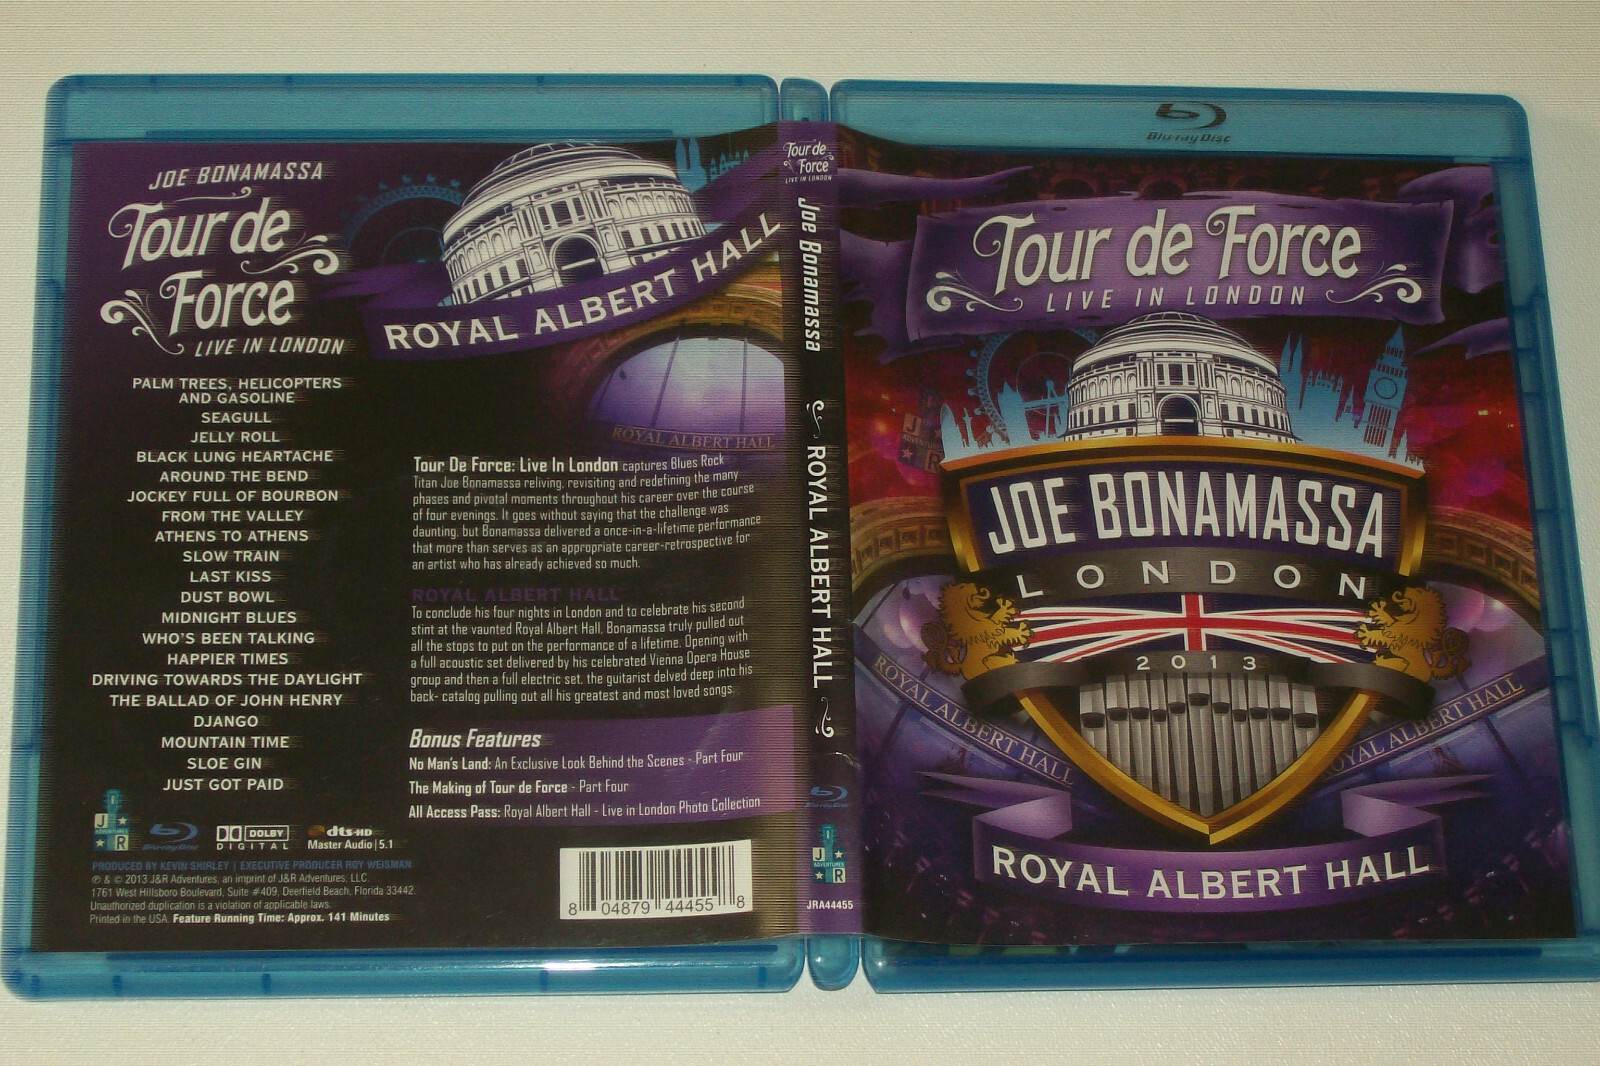 JOE BONAMASSA
Tour de
Force
LIVE IN LONDON
PALM TREES, HELICOPTERS
AND GASOLINE
SEAGULL
JELLY ROLL
BLACK LUNG HEARTACHE
AROUND THE BEND
JOCKEY FULL OF BOURBON
FROM THE VALLEY
ATHENS TO ATHENS
SLOW TRAIN
LAST KISS
DUST BOWL
MIDNIGHT BLUES
WHO'S BEEN TALKING
HAPPIER TIMES
DRIVING TOWARDS THE DAYLIGHT
THE BALLAD OF JOHN HENRY
DJANGO
MOUNTAIN TIME
SLOE GIN
JUST GOT PAID
J
ADVENTURES
R
Blu-ray Disc
DOLBY
DIGITAL
dts-HD
Master Audio | 5.1
PRODUCED BY KEVIN SHIRLEY | EXECUTIVE PRODUCER ROY WEISMAN
℗ & © 2013 J&R Adventures, an imprint of J&R Adventures, LLC.
1761 West Hillsboro Boulevard, Suite #409, Deerfield Beach, Florida 33442.
Unauthorized duplication is a violation of applicable laws.
Printed in the USA. Feature Running Time: Approx. 141 Minutes
ROYAL ALBERT HALL
ROYAL ALBERT HALL
Tour De Force: Live In London captures Blues Rock
Titan Joe Bonamassa reliving, revisiting and redefining the many
phases and pivotal moments throughout his career over the course
of four evenings. It goes without saying that the challenge was
daunting, but Bonamassa delivered a once-in-a-lifetime performance
that more than serves as an appropriate career-retrospective for
an artist who has already achieved so much.
ROYAL ALBERT HALL
To conclude his four nights in London and to celebrate his second
stint at the vaunted Royal Albert Hall, Bonamassa truly pulled out
all the stops to put on the performance of a lifetime. Opening with
a full acoustic set delivered by his celebrated Vienna Opera House
group and then a full electric set, the guitarist delved deep into his
back- catalog pulling out all his greatest and most loved songs.
Bonus Features
No Man's Land: An Exclusive Look Behind the Scenes - Part Four
The Making of Tour de Force - Part Four
All Access Pass: Royal Albert Hall - Live in London Photo Collection
8 04879 44455 8
Tour de
Force
LIVE IN LONDON
Joe Bonamassa
ROYAL ALBERT HALL
Blu-ray Disc
J
ADVENTURES
R
JRA44455
Blu-ray Disc
Tour de Force
LIVE IN LONDON
J
ADVENTURES
R
JOE BONAMASSA
LONDON
2013
ROYAL ALBERT HALL
ROYAL ALBERT HALL
ROYAL ALBERT HALL